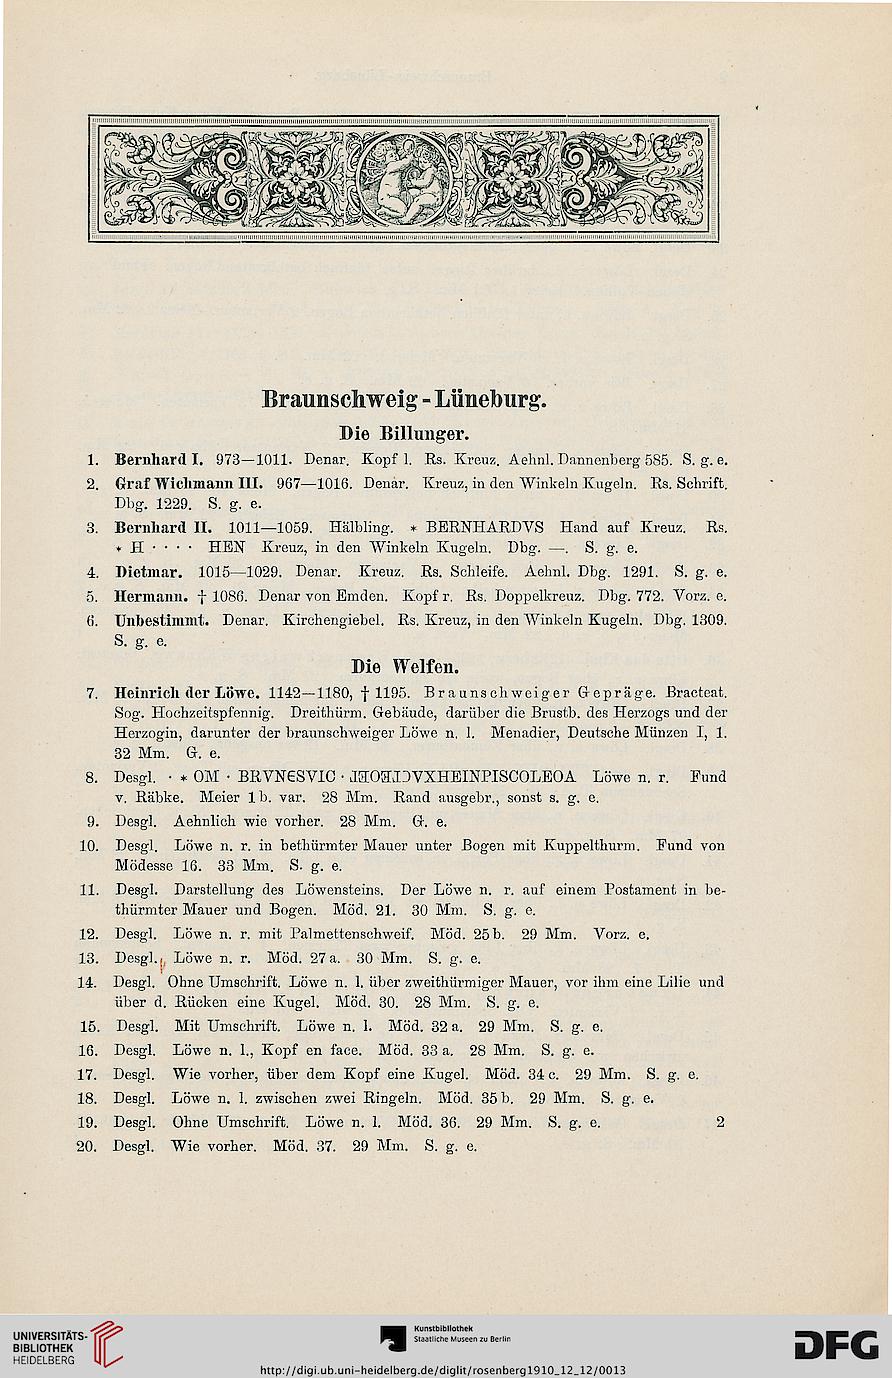 Braunschweig-Lüneburg.
Die Billunger.
1. Bernhard I. 973—1011. Denar. Kopf l. Rs. Kreuz. Aehnl. Dannenberg 585. S. g. e.
2. Graf Wichmann III. 967—1016. Denar. Kreuz, in den Winkeln Kugeln. Rs. Schrift.
Dbg. 1229. S. g. e.
3. Bernhard II. 1011—1059. Hälbling. * BERNHARDVS Hand auf Kreuz. Rs.
* H · · · · HEN Kreuz, in den Winkeln Kugeln. Dbg. —. S. g. e.
4. Dietmar. 1015—1029. Denar. Kreuz. Rs. Schleife. Aehnl. Dbg. 1291. S. g. e.
5. Hermann. † 1086. Denar von Emden. Kopf r. Rs. Doppelkreuz. Dbg. 772. Vorz. e.
6. Unbestimmt. Denar. Kirchengiebel. Rs. Kreuz, in den Winkeln Kugeln. Dbg. 1309.
S. g. e.
Die Welfen.
7. Heinrich der Löwe. 1142—1180, † 1195. Braunschweiger Gepräge. Bracteat.
Sog. Hochzeitspfennig. Dreithürm. Gebäude, darüber die Brustb. des Herzogs und der
Herzogin, darunter der braunschweiger Löwe n. l. Menadier, Deutsche Münzen I, 1.
32 Mm. G. e.
8. Desgl. · * OM · BRVNESVIC · Löwe n. r. Fund
v. Räbke. Meier 1b. var. 28 Mm. Rand ausgebr., sonst s. g. e.
9. Desgl. Aehnlich wie vorher. 28 Mm. G. e.
10. Desgl. Löwe n. r. in bethürmter Mauer unter Bogen mit Kuppelthurm. Fund von
Mödesse 16. 33 Mm. S. g. e.
11. Desgl. Darstellung des Löwensteins. Der Löwe n. r. auf einem Postament in be-
thürmter Mauer und Bogen. Möd. 21. 30 Mm. S. g. e.
12. Desgl. Löwe n. r. mit Palmettenschweif. Möd. 25b. 29 Mm. Vorz. e.
13. Desgl. Löwe n. r. Möd. 27a. 30 Mm. S. g. e.
14. Desgl. Ohne Umschrift. Löwe n. l. über zweithürmiger Mauer, vor ihm eine Lilie und
über d. Rücken eine Kugel. Möd. 30. 28 Mm. S. g. e.
15. Desgl. Mit Umschrift. Löwe n. l. Möd. 32a. 29 Mm. S. g. e.
16. Desgl. Löwe n. l., Kopf en face. Möd. 33a. 28 Mm. S. g. e.
17. Desgl. Wie vorher, über dem Kopf eine Kugel. Möd. 34c. 29 Mm. S. g. e.
18. Desgl. Löwe n. l. zwischen zwei Ringeln. Möd. 35b. 29 Mm. S. g. e.
19. Desgl. Ohne Umschrift. Löwe n. l. Möd. 36. 29 Mm. S. g. e. 2
20. Desgl. Wie vorher. Möd. 37. 29 Mm. S. g. e.
UNIVERSITÄTS-
BIBLIOTHEK
HEIDELBERG
Kunstbibliothek
Staatliche Museen zu Berlin
DFG
http://digi.ub.uni-heidelberg.de/diglit/rosenberg1910_12_12/0013